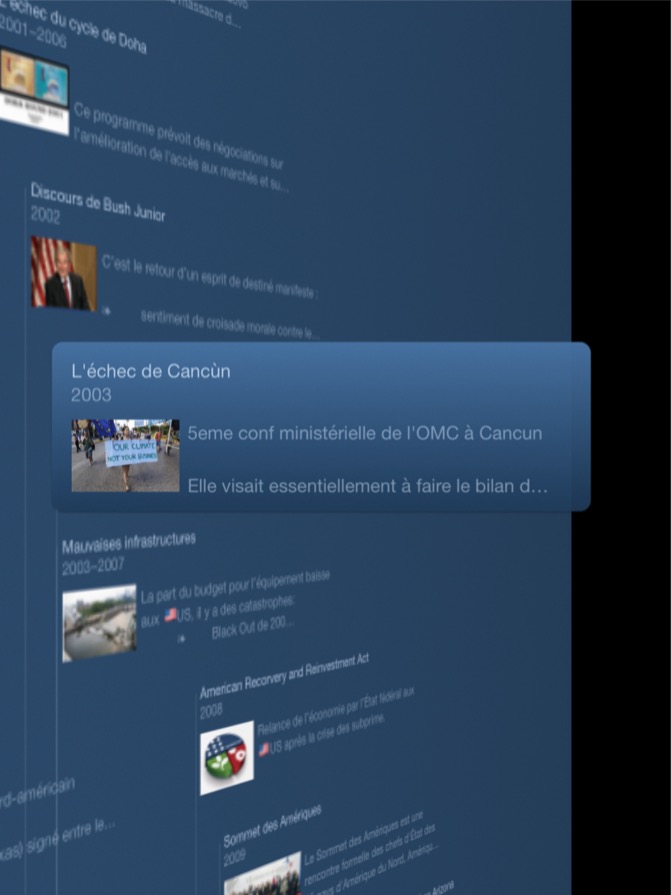 massacre d...
L'échec du cycle de Doha
2001-2006
Ce programme prévoit des négociations sur
l'amélioration de l'accès aux marchés et su...
Discours de Bush Junior
2002
C'est le retour d'un esprit de destiné manifeste :
sentiment de croisade morale contre le...
L'échec de Cancùn
2003
OUR CLIMATE
NOT YOUR BUSINESS
5eme conf ministérielle de l'OMC à Cancun
Elle visait essentiellement à faire le bilan d...
Mauvaises infrastructures
2003-2007
La part du budget pour l'équipement baisse
aux 🇺🇸US, il y a des catastrophes:
Black Out de 200...
American Recorvery and Reinvestment Act
2008
Relance de l'économie par l'État fédéral aux
🇺🇸US après la crise des subprime.
rd-américain
xas) signé entre le...
Sommet des Amériques
2009
Le Sommet des Amériques est une
rencontre formelle des chefs d'État des
pays d'Amérique du Nord, Amériqu...
Arizona